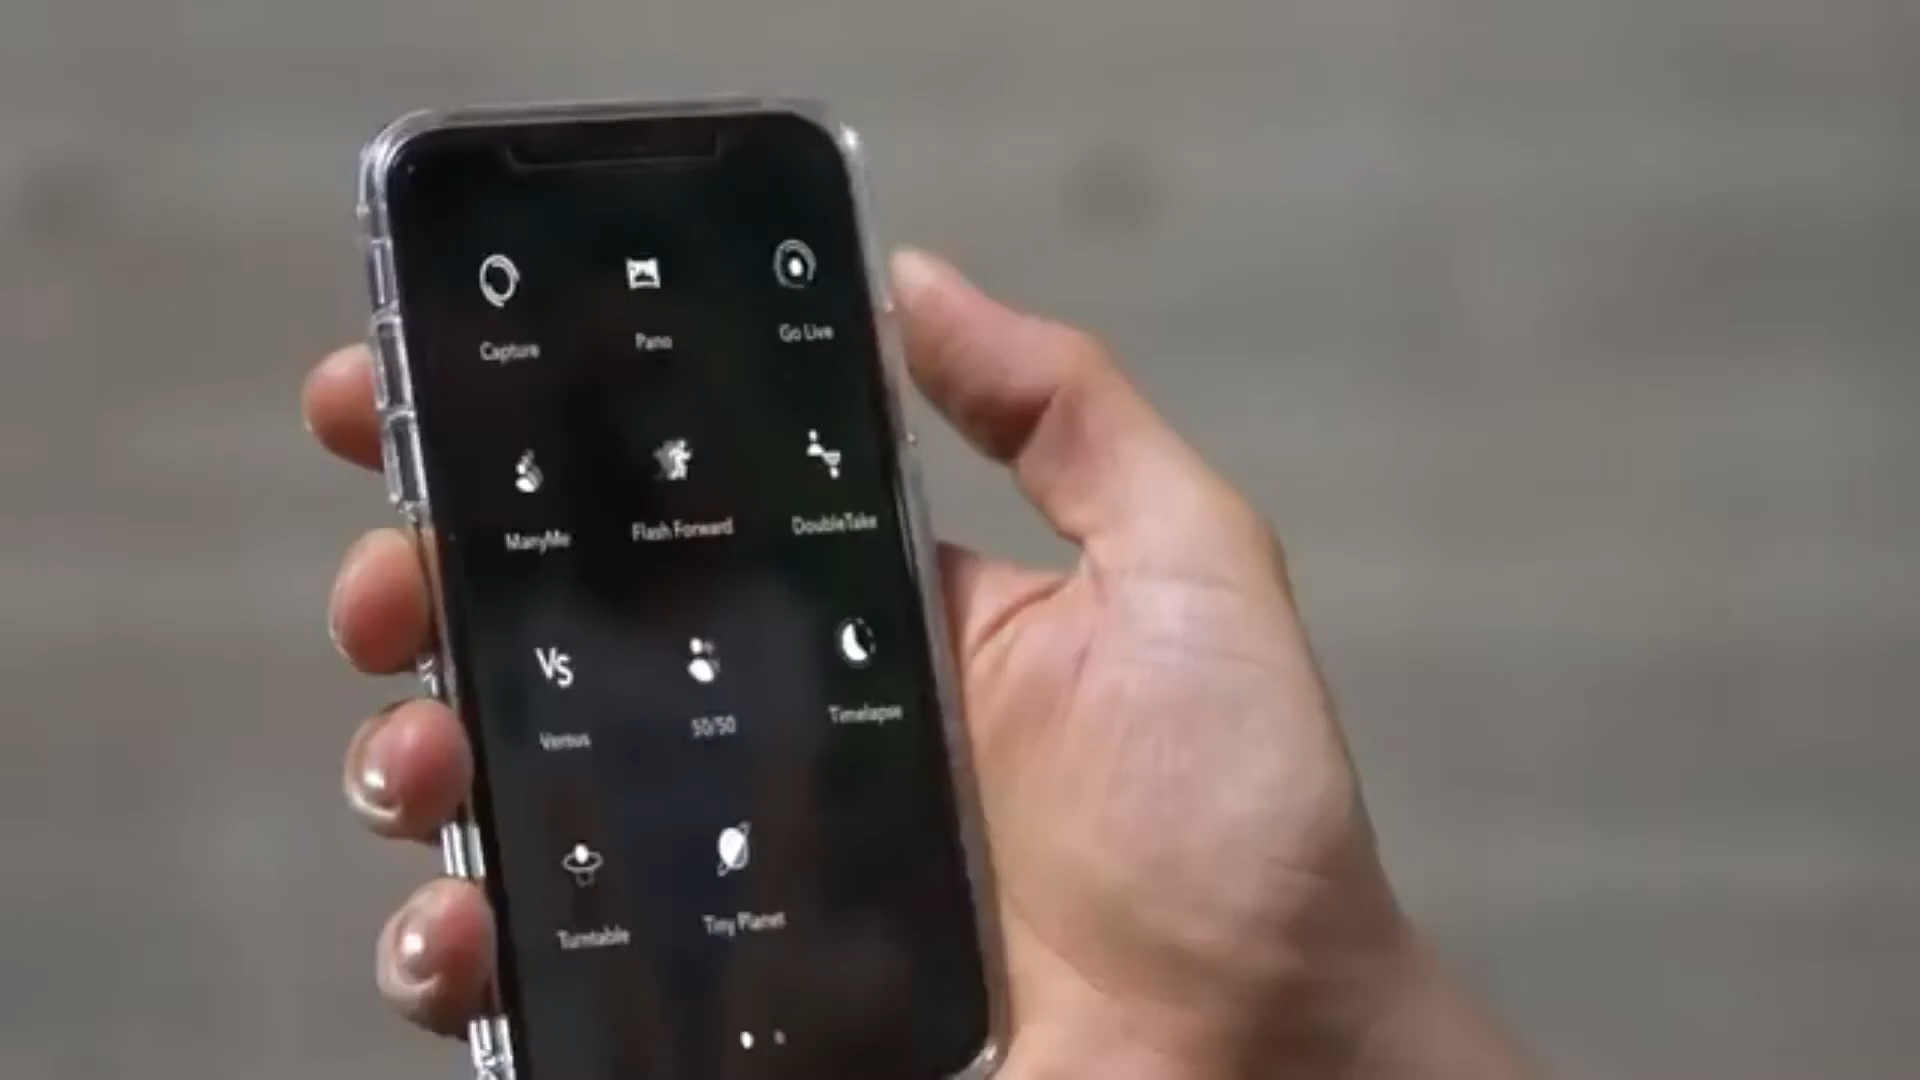 Capture Pano Go Live
ManyMe Flash Forward DoubleTake
VS
Versus 50/50 Timelapse
Turntable Tiny Planet